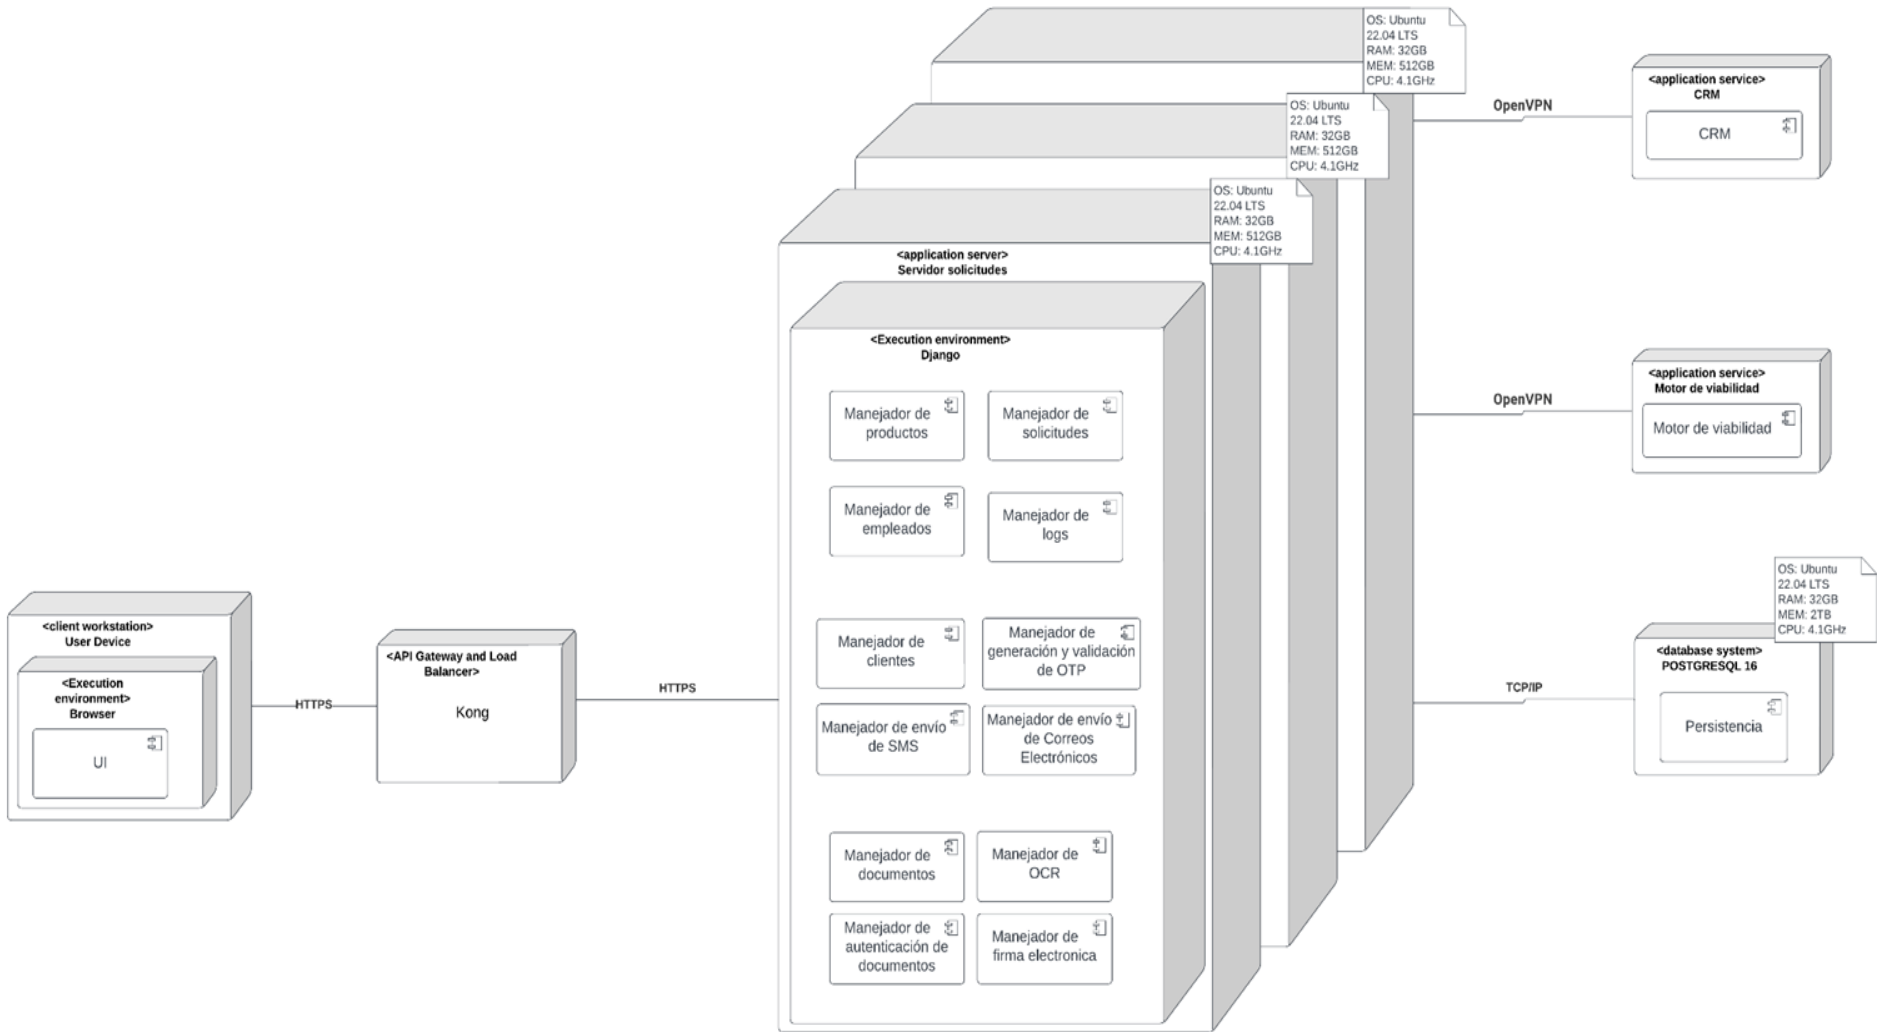 OS: Ubuntu
22.04 LTS
RAM: 32GB
MEM: 512GB
CPU: 4.1GHz
OS: Ubuntu
22.04 LTS
RAM: 32GB
MEM: 512GB
CPU: 4.1GHz
OS: Ubuntu
22.04 LTS
RAM: 32GB
MEM: 512GB
CPU: 4.1GHz
<application server>
Servidor solicitudes
<Execution environment>
Django
Manejador de
productos
Manejador de
solicitudes
Manejador de
empleados
Manejador de
logs
Manejador de
clientes
Manejador de
generación y validación
de OTP
Manejador de envío
de SMS
Manejador de envío
de Correos
Electrónicos
Manejador de
documentos
Manejador de
OCR
Manejador de
autenticación de
documentos
Manejador de
firma electronica
<client workstation>
User Device
<Execution
environment>
Browser
UI
HTTPS
<API Gateway and Load
Balancer>
Kong
HTTPS
OpenVPN
<application service>
CRM
CRM
OpenVPN
<application service>
Motor de viabilidad
Motor de viabilidad
TCP/IP
OS: Ubuntu
22.04 LTS
RAM: 32GB
MEM: 2TB
CPU: 4.1GHz
<database system>
POSTGRESQL 16
Persistencia